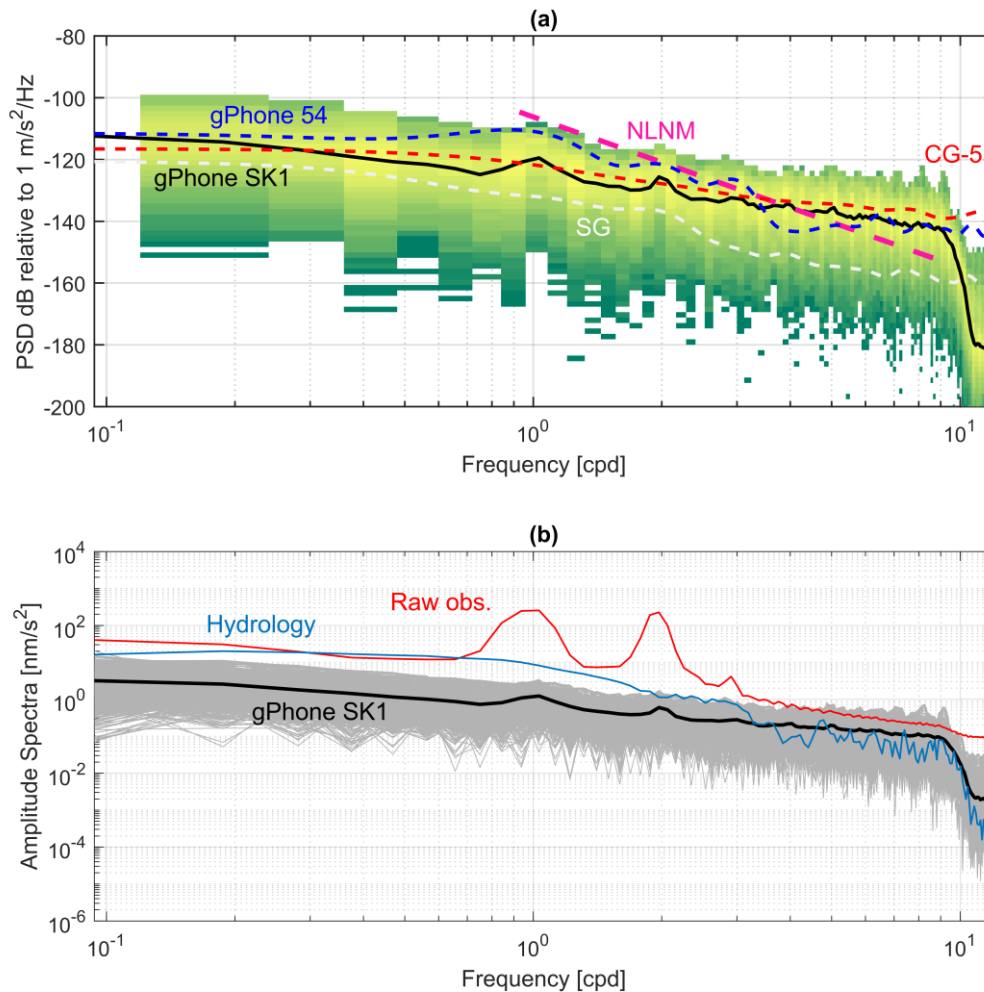 (a)
-80
-100
-120
-140
-160
-180
-200
PSD dB relative to 1 m/s²/Hz
gPhone 54
NLNM
CG-5
gPhone SK1
SG
10⁻¹
10⁰
10¹
Frequency [cpd]
(b)
10⁴
10²
10⁰
10⁻²
10⁻⁴
10⁻⁶
Amplitude Spectra [nm/s²]
Raw obs.
Hydrology
gPhone SK1
10⁻¹
10⁰
10¹
Frequency [cpd]